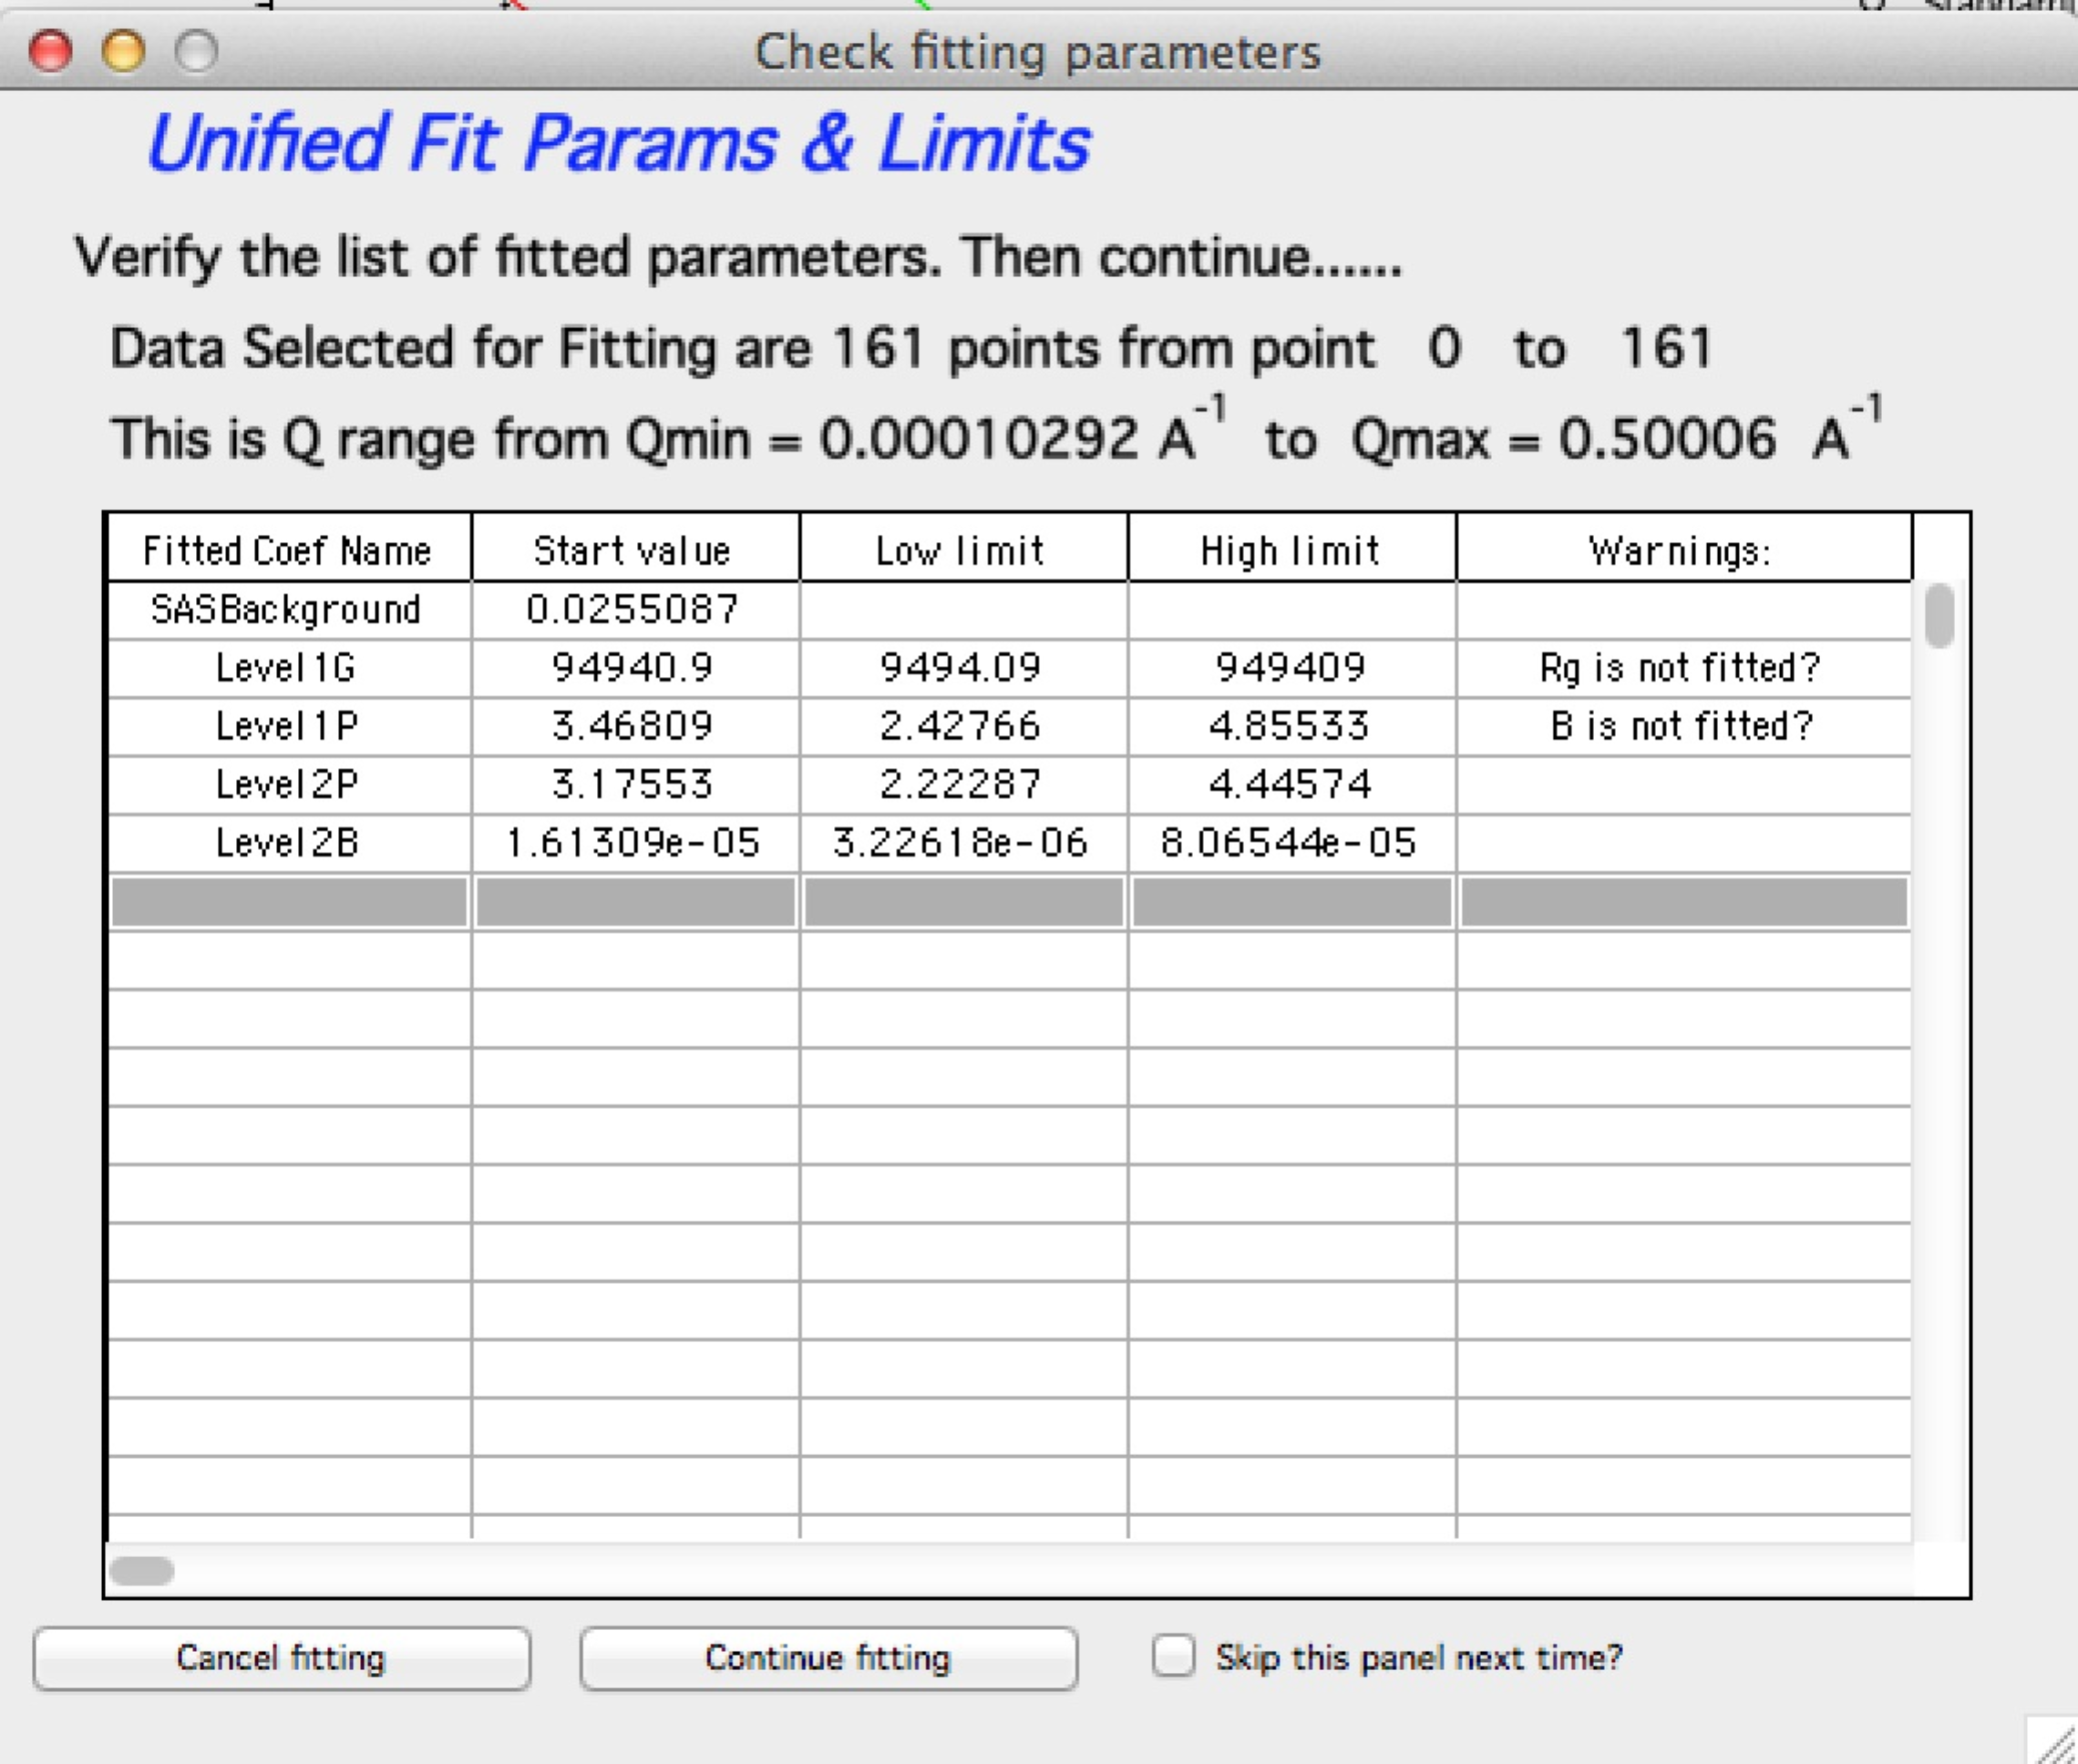 Check fitting parameters
Unified Fit Params & Limits
Verify the list of fitted parameters. Then continue......
Data Selected for Fitting are 161 points from point 0 to 161
This is Q range from Qmin = 0.00010292 A⁻¹ to Qmax = 0.50006 A⁻¹
Fitted Coef Name Start value Low limit High limit Warnings:
SASBackground 0.0255087
Level1G 94940.9 9494.09 949409 Rg is not fitted?
Level1P 3.46809 2.42766 4.85533 B is not fitted?
Level2P 3.17553 2.22287 4.44574
Level2B 1.61309e-05 3.22618e-06 8.06544e-05
Cancel fitting Continue fitting Skip this panel next time?